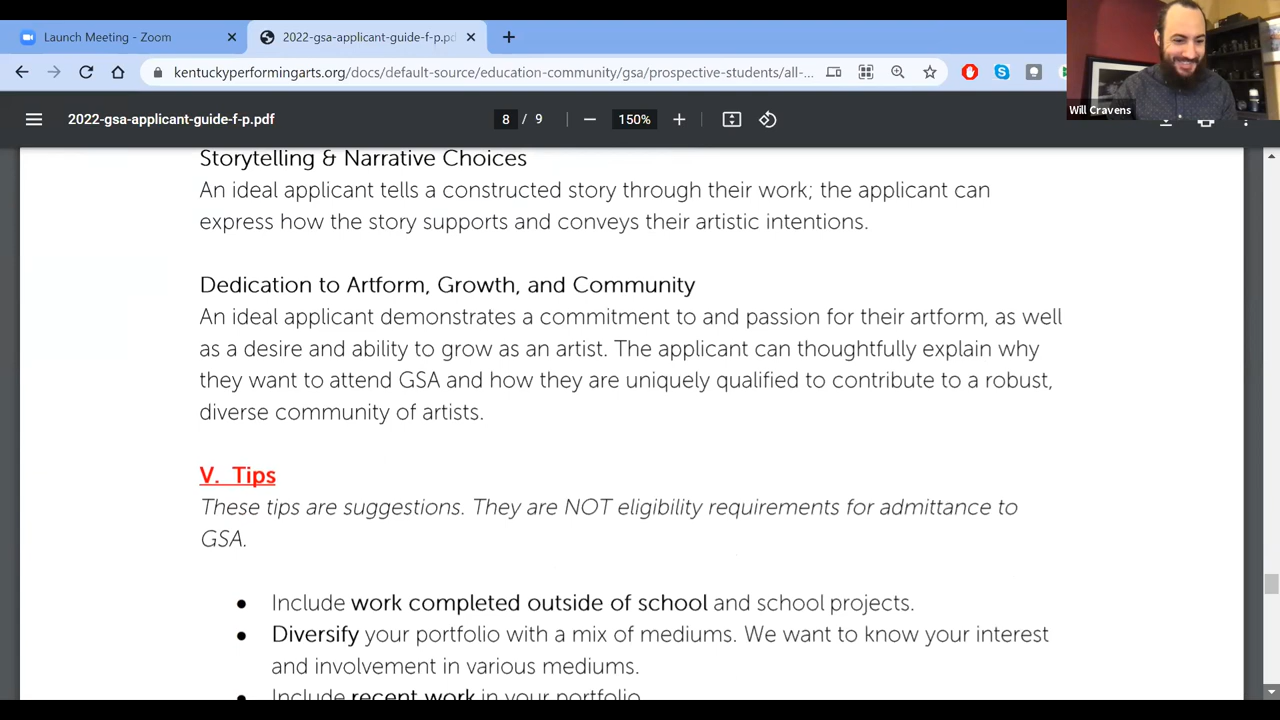 Launch Meeting - Zoom
2022-gsa-applicant-guide-f-p.pd
kentuckyperformingarts.org/docs/default-source/education-community/gsa/prospective-students/all-...
Will Cravens
2022-gsa-applicant-guide-f-p.pdf
8 / 9
150%
Storytelling & Narrative Choices
An ideal applicant tells a constructed story through their work; the applicant can
express how the story supports and conveys their artistic intentions.
Dedication to Artform, Growth, and Community
An ideal applicant demonstrates a commitment to and passion for their artform, as well
as a desire and ability to grow as an artist. The applicant can thoughtfully explain why
they want to attend GSA and how they are uniquely qualified to contribute to a robust,
diverse community of artists.
V. Tips
These tips are suggestions. They are NOT eligibility requirements for admittance to
GSA.
● Include work completed outside of school and school projects.
● Diversify your portfolio with a mix of mediums. We want to know your interest
and involvement in various mediums.
● Include recent work in your portfolio.